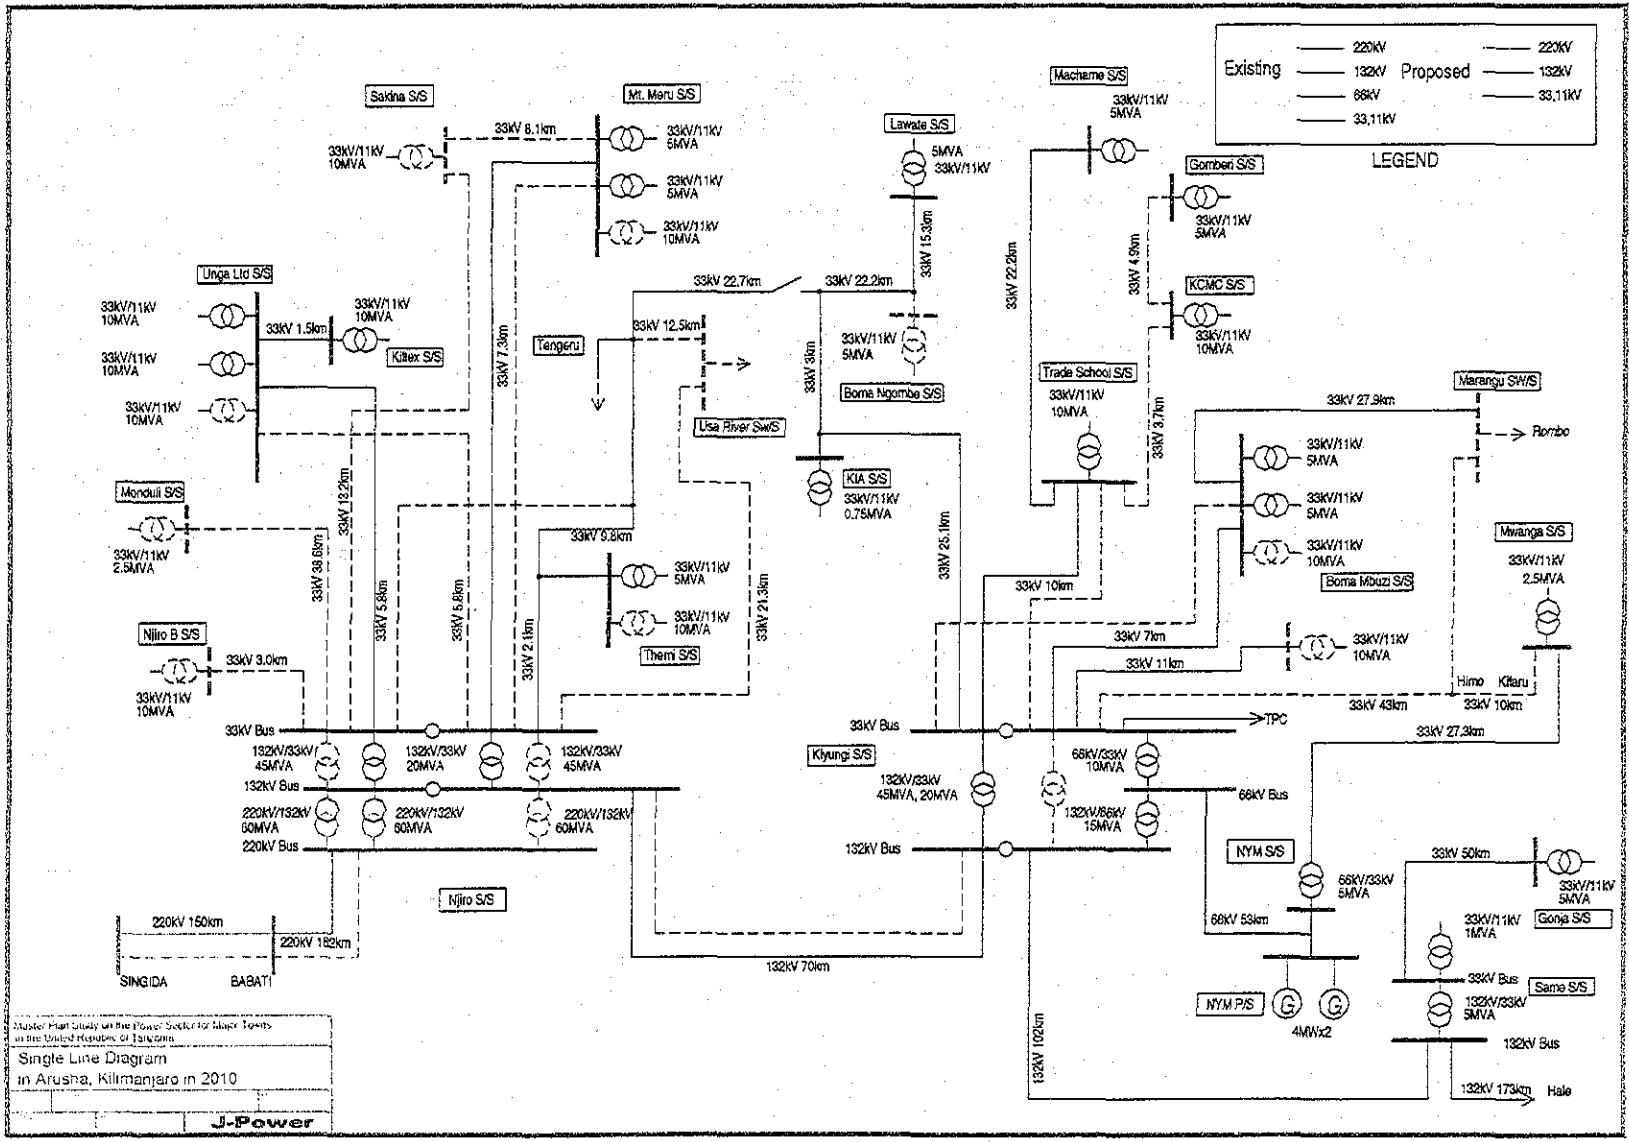 Existing
220kV
132kV
66kV
33,11kV
Proposed
220kV
132kV
33,11kV
LEGEND
Sakina S/S
33kV/11kV
10MVA
33kV 8.1km
Mt. Meru S/S
33kV/11kV
5MVA
33kV/11kV
5MVA
33kV/11kV
10MVA
Unga Ltd S/S
33kV/11kV
10MVA
33kV/11kV
10MVA
33kV/11kV
10MVA
33kV 1.5km
33kV/11kV
10MVA
Kiltex S/S
Monduli S/S
33kV/11kV
2.5MVA
Njiro B S/S
33kV 3.0km
33kV/11kV
10MVA
33kV 38.6km
33kV 13.2km
33kV 5.8km
33kV 5.8km
33kV 7.3km
33kV 2.1km
33kV 9.8km
33kV/11kV
5MVA
33kV/11kV
10MVA
Themi S/S
33kV 21.3km
33kV 22.7km
33kV 12.5km
Tengeru
Usa River Sw/S
33kV 22.2km
33kV 3km
Lawate S/S
5MVA
33kV/11kV
33kV 15.3km
33kV/11kV
5MVA
Boma Ngombe S/S
KIA S/S
33kV/11kV
0.75MVA
33kV 25.1km
Machame S/S
33kV/11kV
5MVA
33kV 22.2km
Gomberi S/S
33kV/11kV
5MVA
33kV 4.9km
KCMC S/S
33kV/11kV
10MVA
33kV 3.7km
Trade School S/S
33kV/11kV
10MVA
33kV 10km
Marangu SW/S
33kV 27.9km
Rombo
33kV/11kV
5MVA
33kV/11kV
5MVA
33kV/11kV
10MVA
Boma Mbuzi S/S
33kV 7km
33kV 11km
33kV/11kV
10MVA
Mwanga S/S
33kV/11kV
2.5MVA
Himo
Kifaru
33kV 43km
33kV 10km
TPC
33kV 27.3km
33kV Bus
132kV/33kV
45MVA
132kV/33kV
20MVA
132kV/33kV
45MVA
132kV Bus
220kV/132kV
60MVA
220kV/132kV
60MVA
220kV/132kV
60MVA
220kV Bus
Njiro S/S
220kV 150km
220kV 162km
SINGIDA
BABATI
33kV Bus
Kiyungi S/S
132kV/33kV
45MVA, 20MVA
66kV/33kV
10MVA
66kV Bus
132kV/66kV
15MVA
132kV Bus
132kV 70km
132kV 102km
NYM S/S
66kV/33kV
5MVA
66kV 53km
NYM P/S
G
G
4MWx2
33kV 50km
33kV/11kV
5MVA
Gonja S/S
33kV/11kV
1MVA
33kV Bus
Same S/S
132kV/33kV
5MVA
132kV Bus
132kV 173km
Hale
Master Plan Study on the Power Sector for Major Towns
in the United Republic of Tanzania
Single Line Diagram
in Arusha, Kilimanjaro in 2010
J-Power